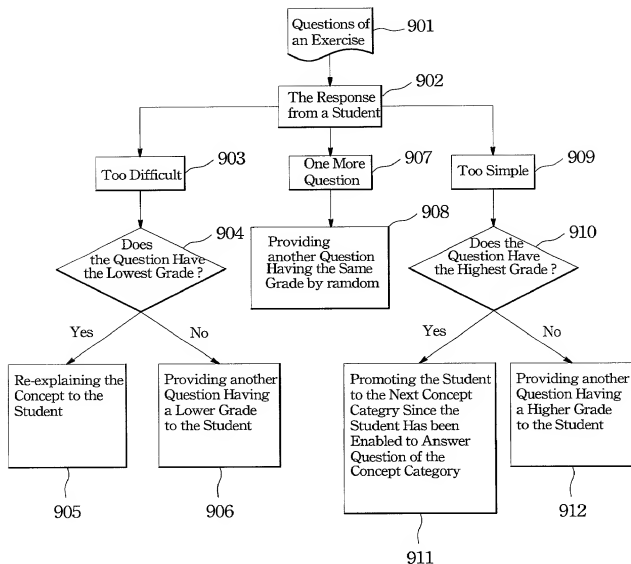 Questions of
an Exercise
901
902
The Response
from a Student
903
Too Difficult
907
One More
Question
909
Too Simple
904
Does
the Question Have
the Lowest Grade ?
908
Providing
another Question
Having the Same
Grade by ramdom
910
Does the
Question Have
the Highest Grade ?
Yes
No
Yes
No
Re-explaining the
Concept to the
Student
Providing another
Question Having
a Lower Grade
to the Student
Promoting the Student
to the Next Concept
Categry Since the
Student Has been
Enabled to Answer
Question of the
Concept Category
Providing another
Question Having
a Higher Grade
to the Student
905
906
911
912